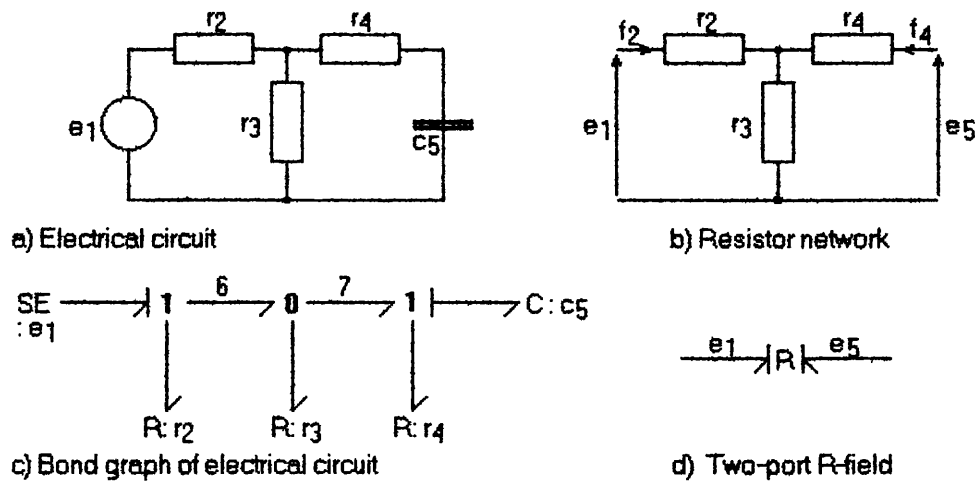 r2
r4
e1
r3
c5
a) Electrical circuit
f2
r2
r4
f4
e1
r3
e5
b) Resistor network
SE
: e1
1
6
0
7
1
C: c5
R: r2
R: r3
R: r4
c) Bond graph of electrical circuit
e1
R
e5
d) Two-port R-field